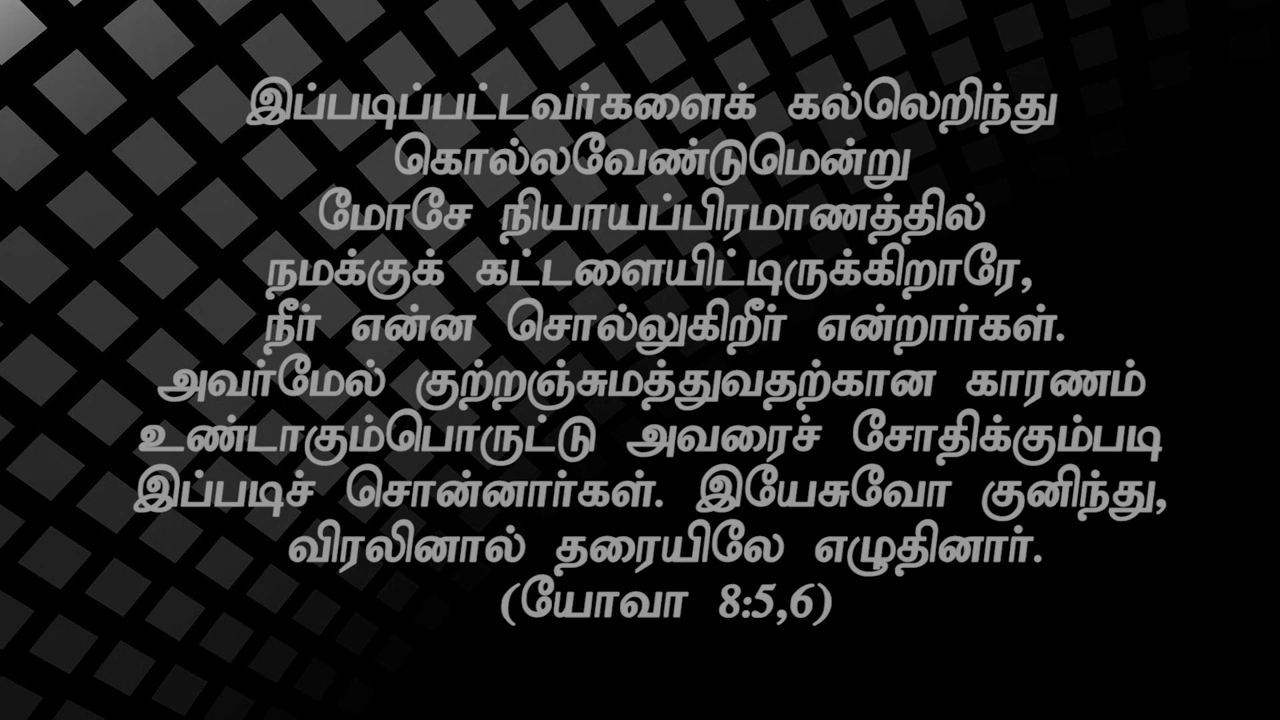 இப்படிப்பட்டவர்களைக் கல்லெறிந்து
கொல்லவேண்டுமென்று
மோசே நியாயப்பிரமாணத்தில்
நமக்குக் கட்டளையிட்டிருக்கிறாரே,
நீர் என்ன சொல்லுகிறீர் என்றார்கள்.
அவர்மேல் குற்றஞ்சுமத்துவதற்கான காரணம்
உண்டாகும்பொருட்டு அவரைச் சோதிக்கும்படி
இப்படிச் சொன்னார்கள். இயேசுவோ குனிந்து,
விரலினால் தரையிலே எழுதினார்.
(யோவா 8:5,6)